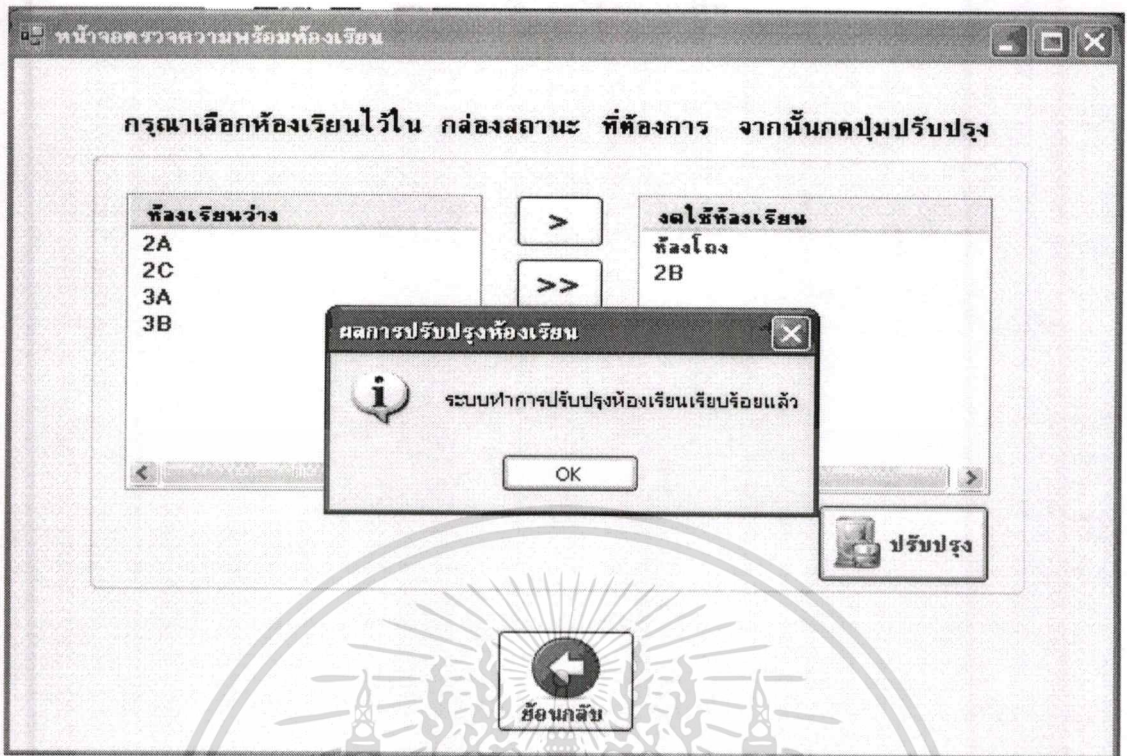 หน้าจอตรวจความพร้อมห้องเรียน
กรุณาเลือกห้องเรียนไว้ใน กล่องสถานะ ที่ต้องการ จากนั้นกดปุ่มปรับปรุง
ห้องเรียนว่าง
2A
2C
3A
3B
>
>>
งดใช้ห้องเรียน
ห้องโถง
2B
ผลการปรับปรุงห้องเรียน
ระบบทำการปรับปรุงห้องเรียนเรียบร้อยแล้ว
OK
ปรับปรุง
ย้อนกลับ